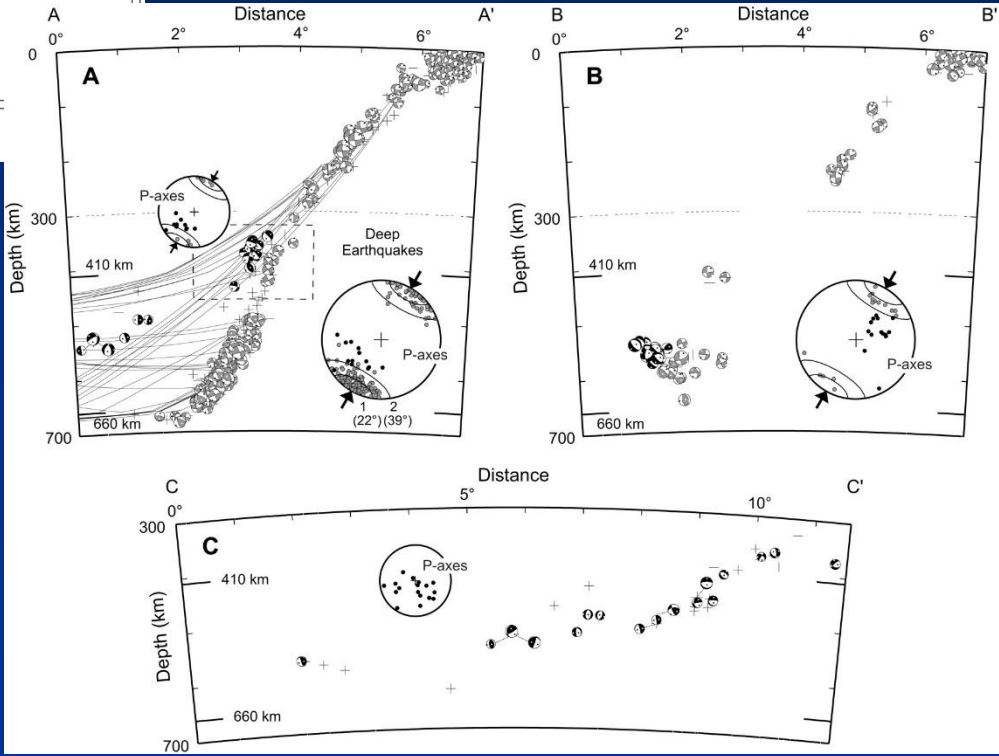 A Distance A'
0° 2° 4° 6°
0
A
P-axes
300
Deep
Earthquakes
410 km
Depth (km)
P-axes
1 2
(22°)(39°)
660 km
700
B Distance B'
0° 2° 4° 6°
0
B
300
410 km
Depth (km)
P-axes
660 km
700
C Distance C'
0° 5° 10°
300
C
P-axes
410 km
Depth (km)
660 km
700